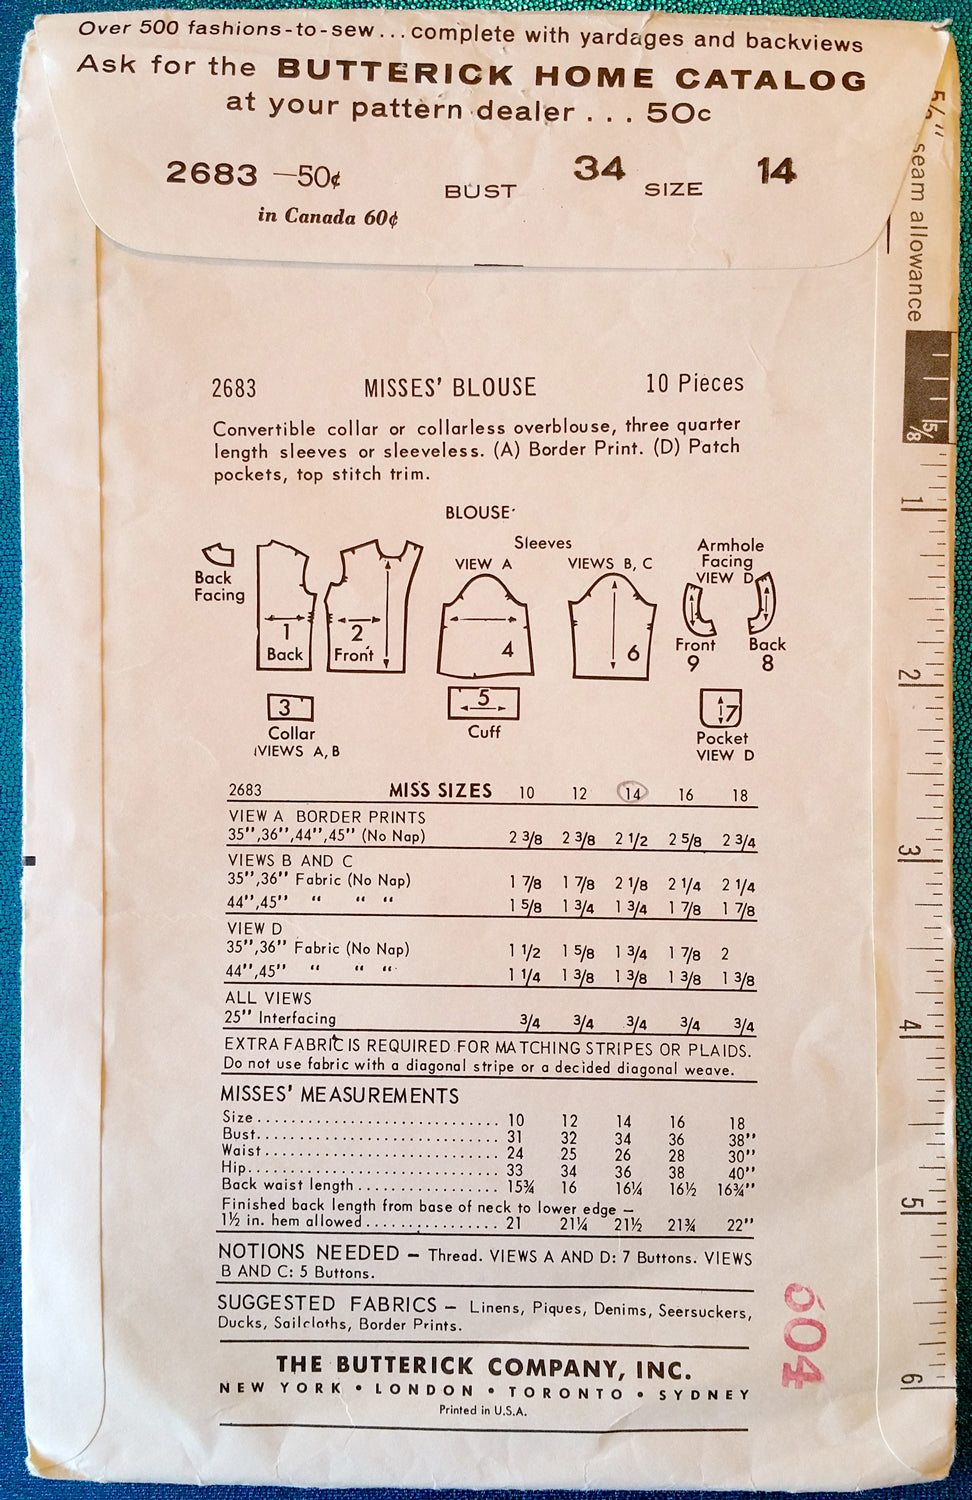 Over 500 fashions-to-sew...complete with yardages and backviews
Ask for the BUTTERICK HOME CATALOG
at your pattern dealer . . . 50c
2683 —50¢ BUST 34 SIZE 14
in Canada 60¢
5/8" seam allowance
5/8
1
2
3
4
5
6
2683 MISSES' BLOUSE 10 Pieces
Convertible collar or collarless overblouse, three quarter
length sleeves or sleeveless. (A) Border Print. (D) Patch
pockets, top stitch trim.
BLOUSE
Sleeves
VIEW A VIEWS B, C
Armhole
Facing
VIEW D
Back
Facing
1
Back
2
Front
4
6
Front
9
Back
8
3
Collar
VIEWS A, B
5
Cuff
7
Pocket
VIEW D
2683 MISS SIZES 10 12 14 16 18
VIEW A BORDER PRINTS
35",36",44",45" (No Nap) 2 3/8 2 3/8 2 1/2 2 5/8 2 3/4
VIEWS B AND C
35",36" Fabric (No Nap) 1 7/8 1 7/8 2 1/8 2 1/4 2 1/4
44",45" " " " 1 5/8 1 3/4 1 3/4 1 7/8 1 7/8
VIEW D
35",36" Fabric (No Nap) 1 1/2 1 5/8 1 3/4 1 7/8 2
44",45" " " " 1 1/4 1 3/8 1 3/8 1 3/8 1 3/8
ALL VIEWS
25" Interfacing 3/4 3/4 3/4 3/4 3/4
EXTRA FABRIC IS REQUIRED FOR MATCHING STRIPES OR PLAIDS.
Do not use fabric with a diagonal stripe or a decided diagonal weave.
MISSES' MEASUREMENTS
Size.............................. 10 12 14 16 18
Bust.............................. 31 32 34 36 38"
Waist............................. 24 25 26 28 30"
Hip............................... 33 34 36 38 40"
Back waist length................. 15¾ 16 16¼ 16½ 16¾"
Finished back length from base of neck to lower edge —
1½ in. hem allowed................ 21 21¼ 21½ 21¾ 22"
NOTIONS NEEDED — Thread. VIEWS A AND D: 7 Buttons. VIEWS
B AND C: 5 Buttons.
SUGGESTED FABRICS — Linens, Piques, Denims, Seersuckers,
Ducks, Sailcloths, Border Prints.
THE BUTTERICK COMPANY, INC.
NEW YORK • LONDON • TORONTO • SYDNEY
Printed in U.S.A.
604